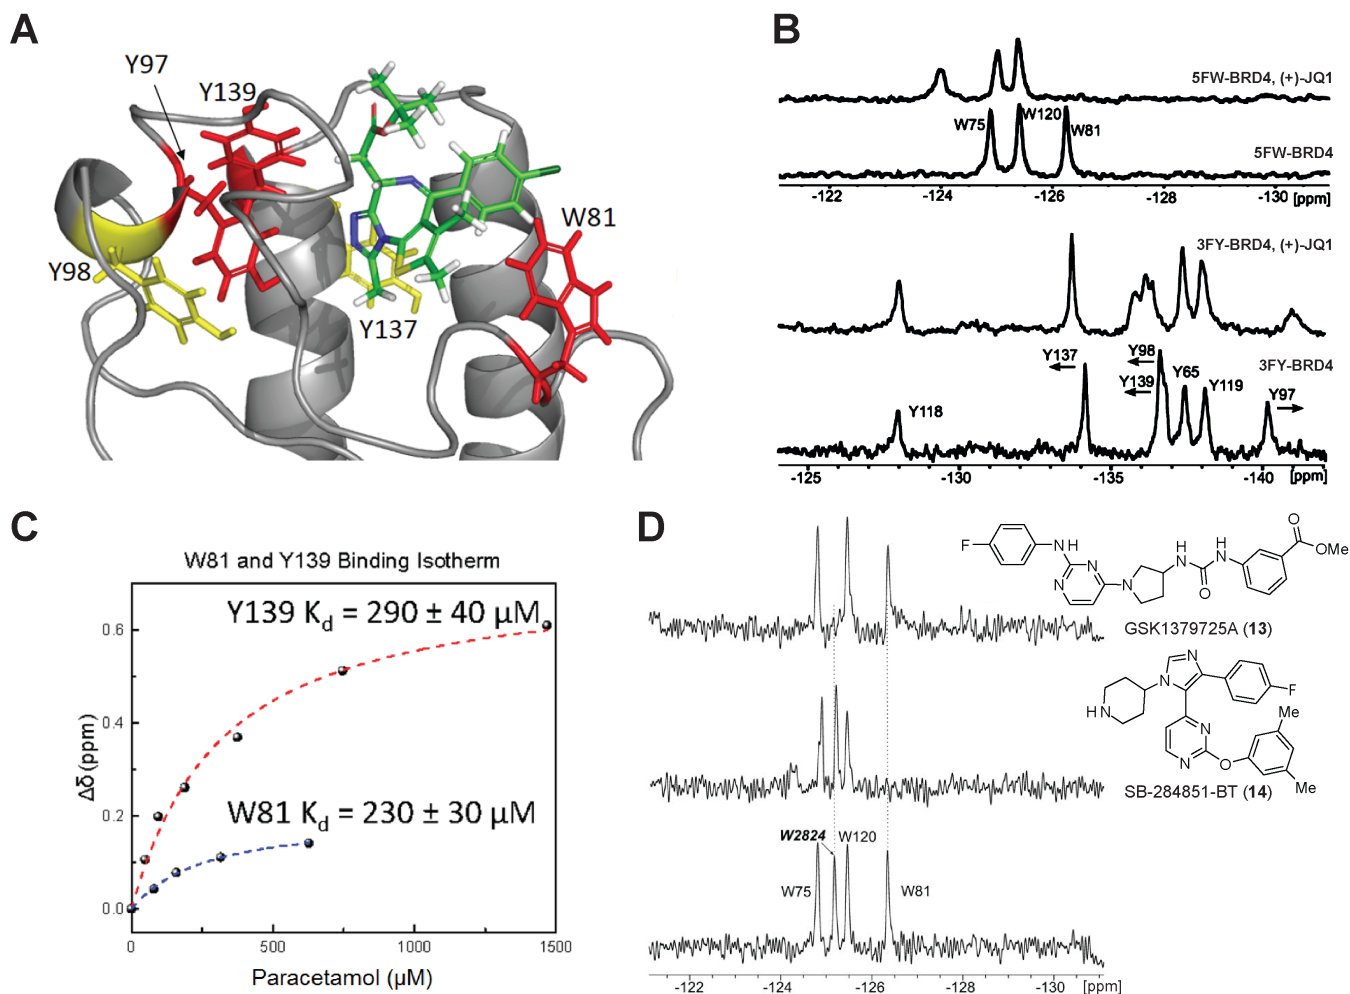 A
Y97
Y139
W81
Y98
Y137
B
5FW-BRD4, (+)-JQ1
W75
W120
W81
5FW-BRD4
-122
-124
-126
-128
-130
[ppm]
3FY-BRD4, (+)-JQ1
3FY-BRD4
Y137
Y98
Y139
Y65
Y119
Y97
Y118
-125
-130
-135
-140
[ppm]
C
W81 and Y139 Binding Isotherm
Y139 Kd = 290 ± 40 µM
W81 Kd = 230 ± 30 µM
Δδ (ppm)
0.6
0.4
0.2
0.0
0
500
1000
1500
Paracetamol (µM)
D
F
NH
N
N
N
H
N
H
N
O
O
OMe
GSK1379725A (13)
N
N
F
HN
N
N
O
Me
Me
SB-284851-BT (14)
W2824
W120
W75
W81
-122
-124
-126
-128
-130
[ppm]